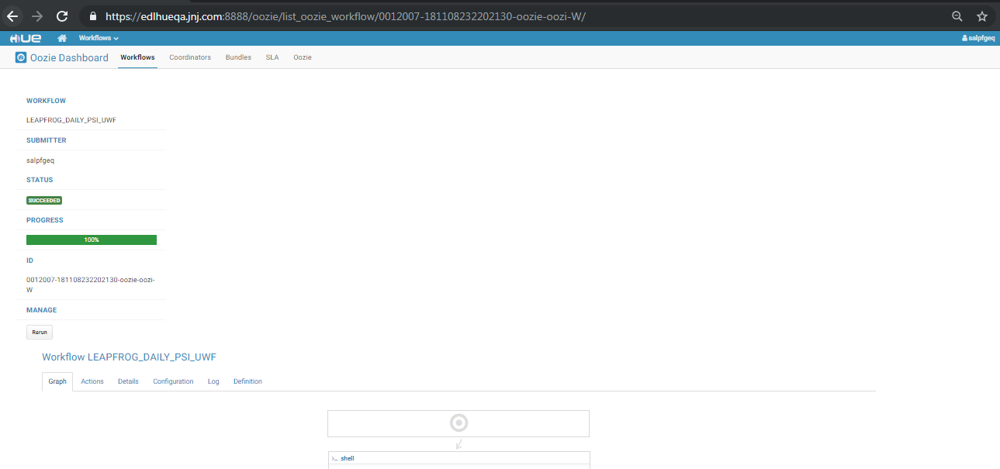 https://edlhueqa.jnj.com:8888/oozie/list_oozie_workflow/0012007-181108232202130-oozie-oozi-W/
HUE Workflows salpfgeq
Oozie Dashboard Workflows Coordinators Bundles SLA Oozie
WORKFLOW
LEAPFROG_DAILY_PSI_UWF
SUBMITTER
salpfgeq
STATUS
SUCCEEDED
PROGRESS
100%
ID
0012007-181108232202130-oozie-oozi-
W
MANAGE
Rerun
Workflow LEAPFROG_DAILY_PSI_UWF
Graph Actions Details Configuration Log Definition
>_ shell